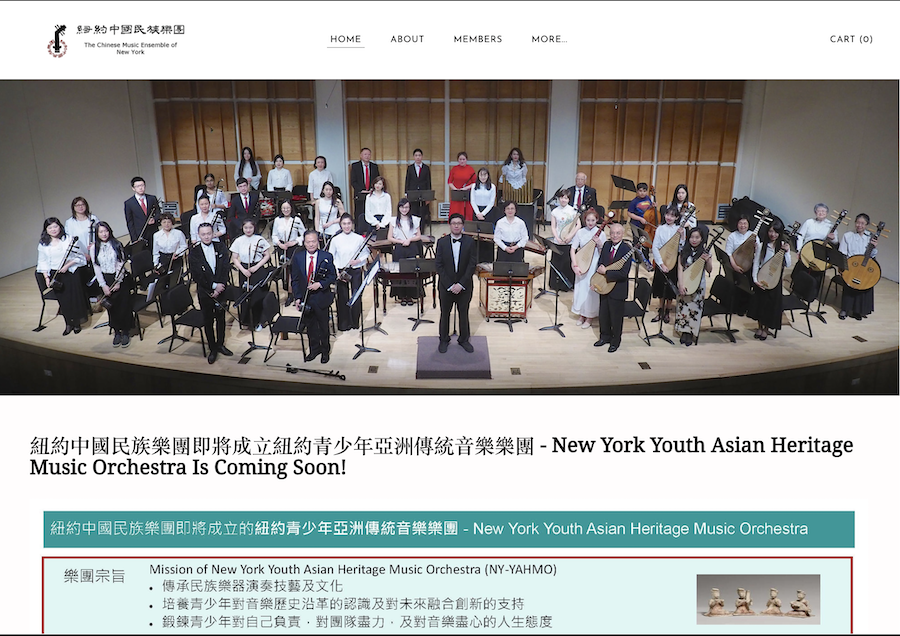 紐約中國民族樂團
The Chinese Music Ensemble of
New York
HOME
ABOUT
MEMBERS
MORE...
CART (0)
紐約中國民族樂團即將成立紐約青少年亞洲傳統音樂樂團 - New York Youth Asian Heritage
Music Orchestra Is Coming Soon!
紐約中國民族樂團即將成立的紐約青少年亞洲傳統音樂樂團 - New York Youth Asian Heritage Music Orchestra
樂團宗旨
Mission of New York Youth Asian Heritage Music Orchestra (NY-YAHMO)
• 傳承民族樂器演奏技藝及文化
• 培養青少年對音樂歷史沿革的認識及對未來融合創新的支持
• 鍛鍊青少年對自己負責，對團隊盡力，及對音樂盡心的人生態度